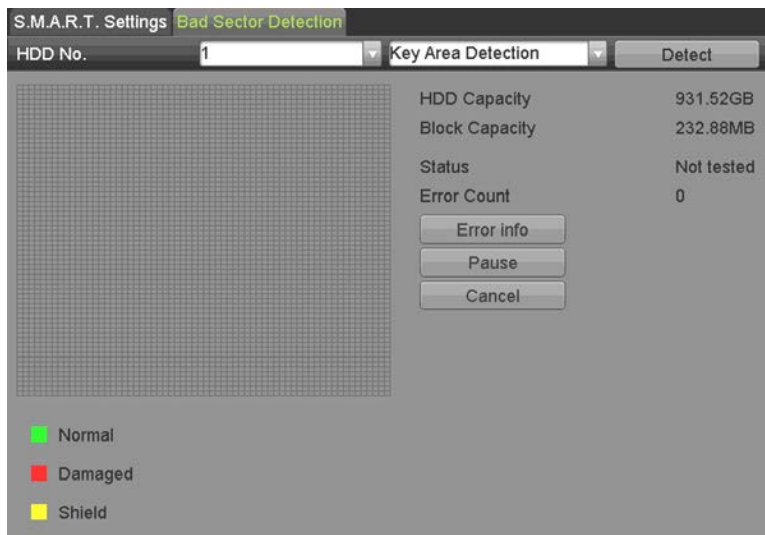 S.M.A.R.T. Settings Bad Sector Detection
HDD No. 1 Key Area Detection Detect
HDD Capacity 931.52GB
Block Capacity 232.88MB
Status Not tested
Error Count 0
Error info
Pause
Cancel
Normal
Damaged
Shield